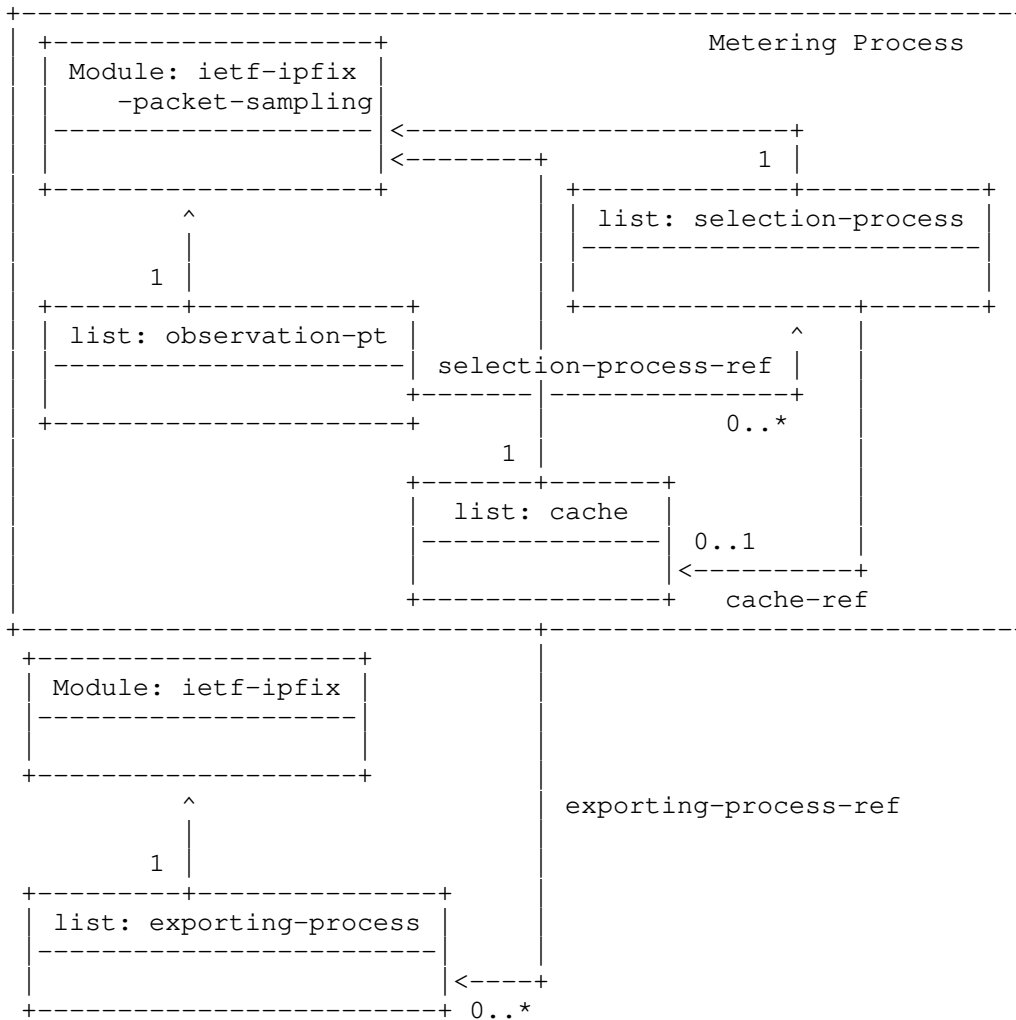 Metering Process
Module: ietf-ipfix
-packet-sampling
1
list: selection-process
1
list: observation-pt
selection-process-ref
0..*
1
list: cache
0..1
cache-ref
Module: ietf-ipfix
exporting-process-ref
1
list: exporting-process
0..*